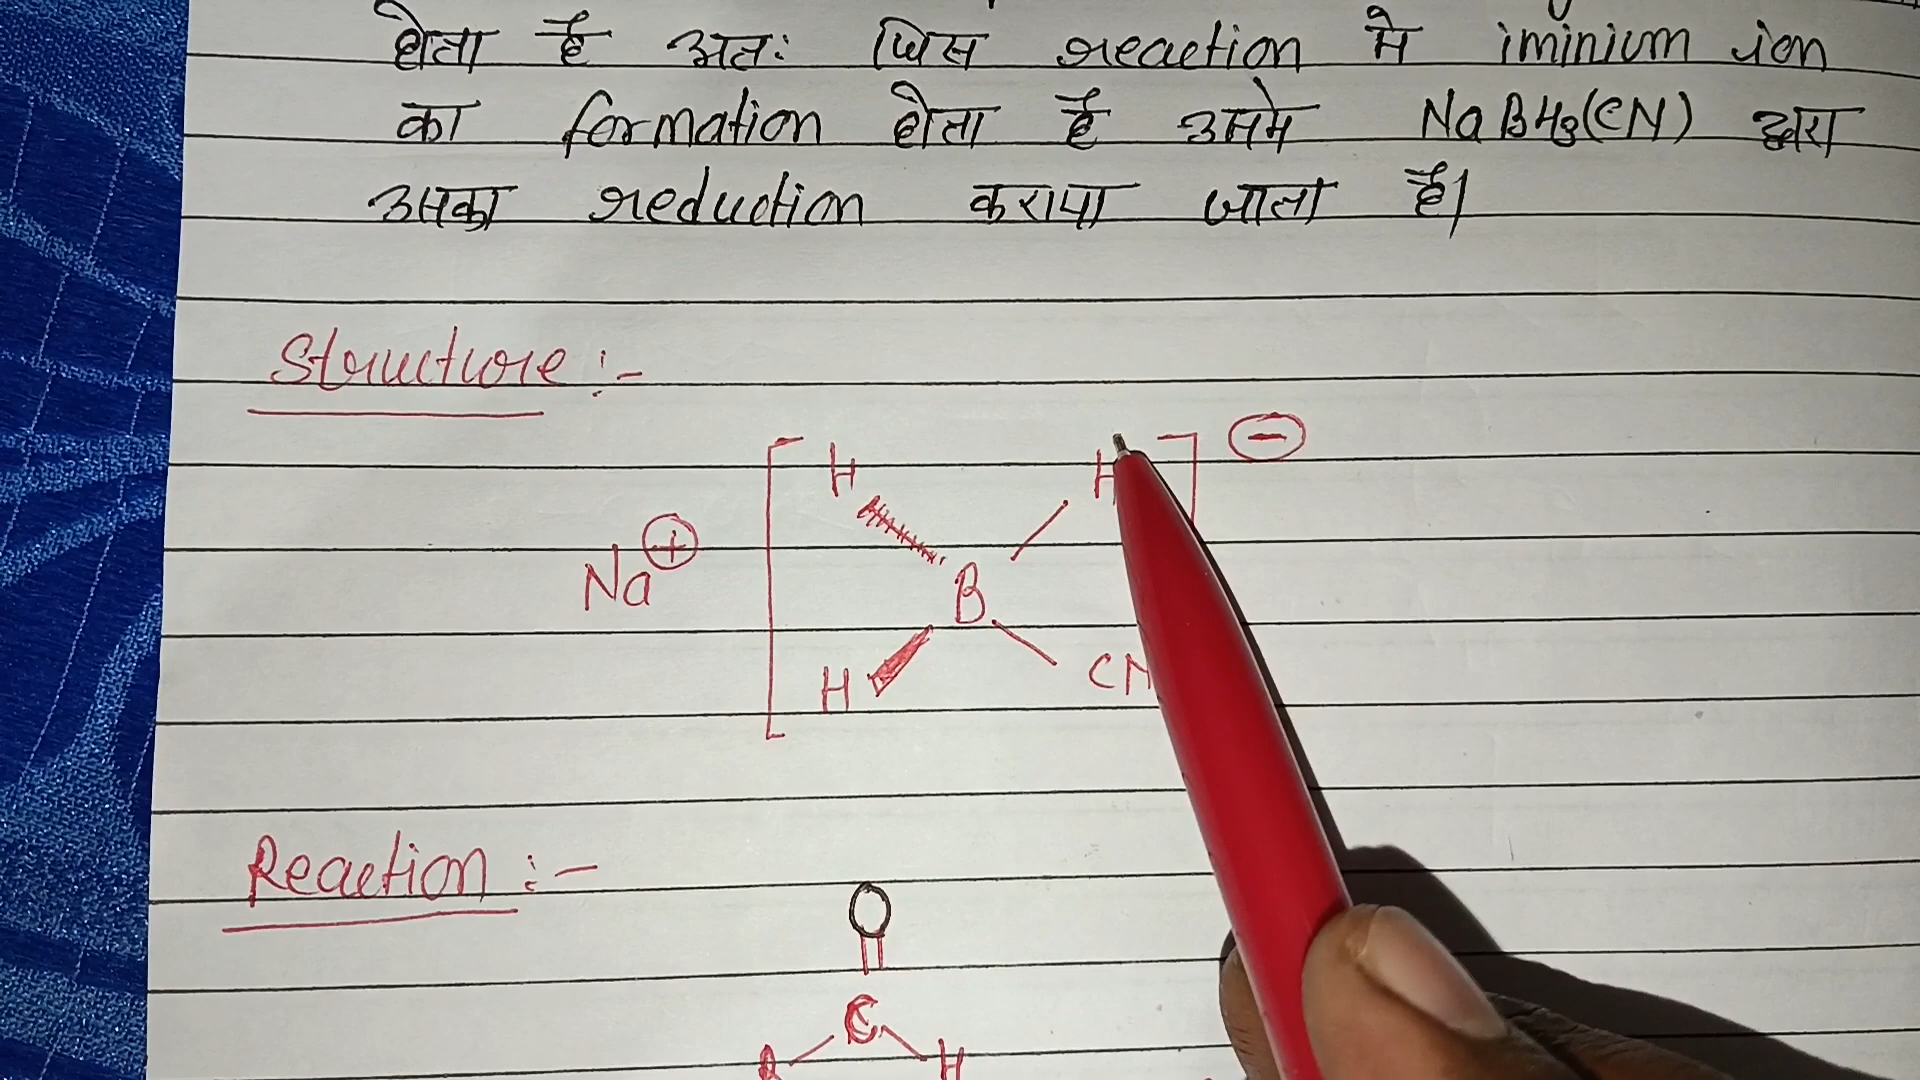 होता है अतः जिस reaction मे iminium ion
का formation होता है उसमे NaBH3(CN) द्वारा
उसका reduction कराया जाता है।
Structure :-
H H
Na + B −
H CN
Reaction :-
O
C
R H